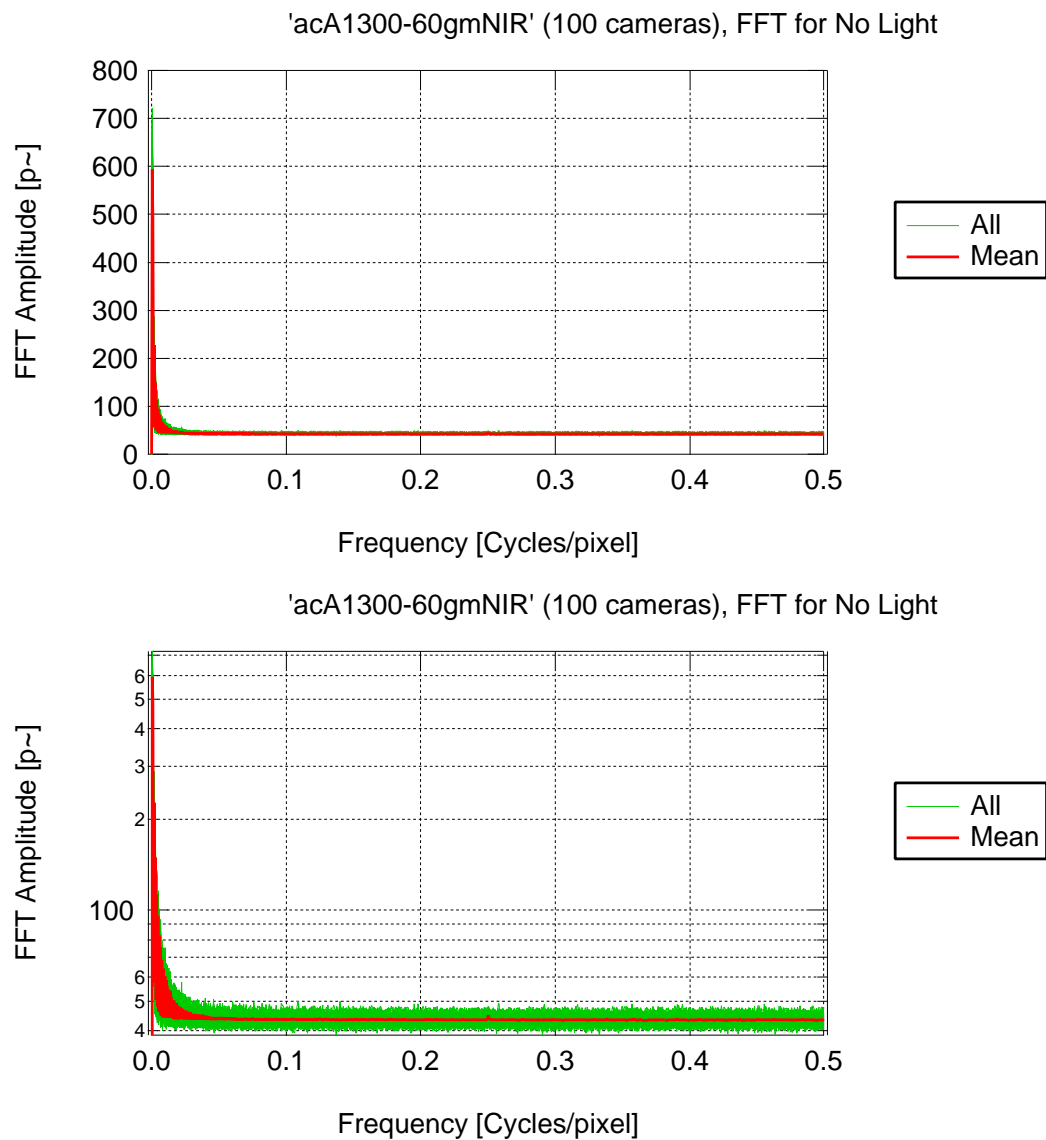 'acA1300-60gmNIR' (100 cameras), FFT for No Light
800
700
600
500
400
300
200
100
0
FFT Amplitude [p~]
0.0 0.1 0.2 0.3 0.4 0.5
Frequency [Cycles/pixel]
All
Mean
'acA1300-60gmNIR' (100 cameras), FFT for No Light
6
5
4
3
2
100
6
5
4
FFT Amplitude [p~]
0.0 0.1 0.2 0.3 0.4 0.5
Frequency [Cycles/pixel]
All
Mean